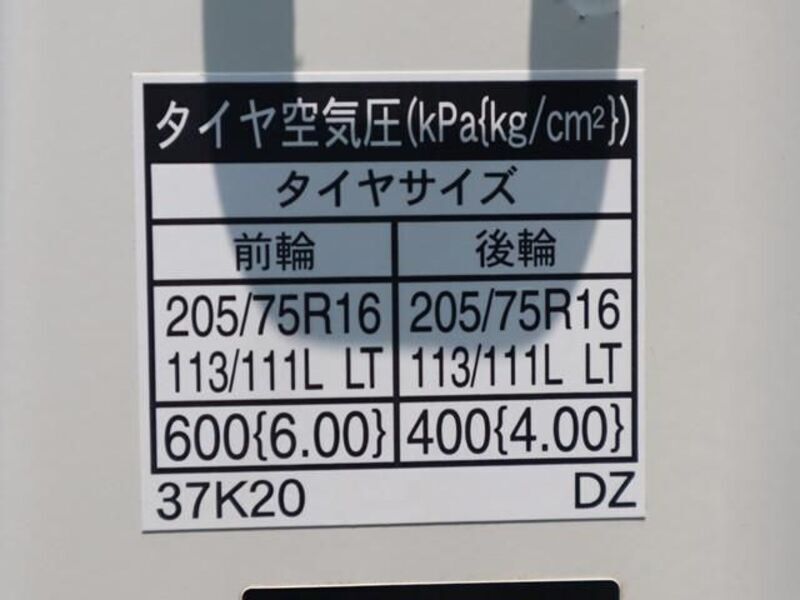 タイヤ空気圧(kPa{kg/cm²})
タイヤサイズ
前輪 後輪
205/75R16 205/75R16
113/111L LT 113/111L LT
600{6.00} 400{4.00}
37K20 DZ